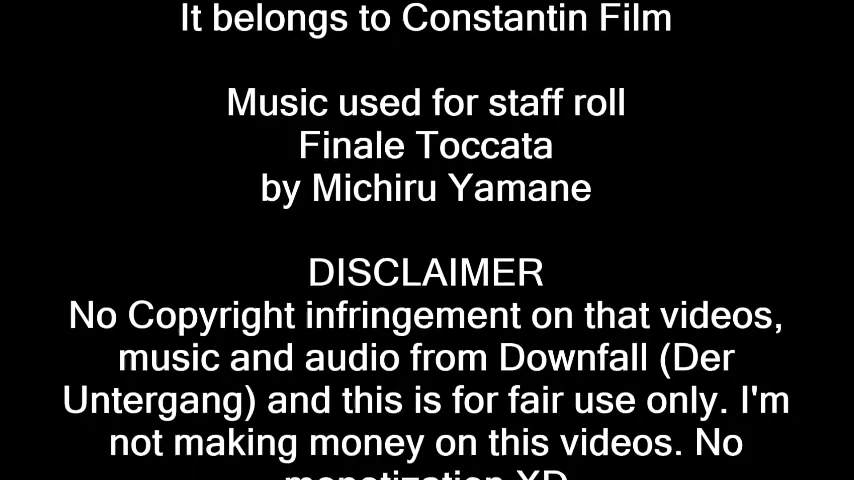 It belongs to Constantin Film
Music used for staff roll
Finale Toccata
by Michiru Yamane
DISCLAIMER
No Copyright infringement on that videos,
music and audio from Downfall (Der
Untergang) and this is for fair use only. I'm
not making money on this videos. No
monetization XD